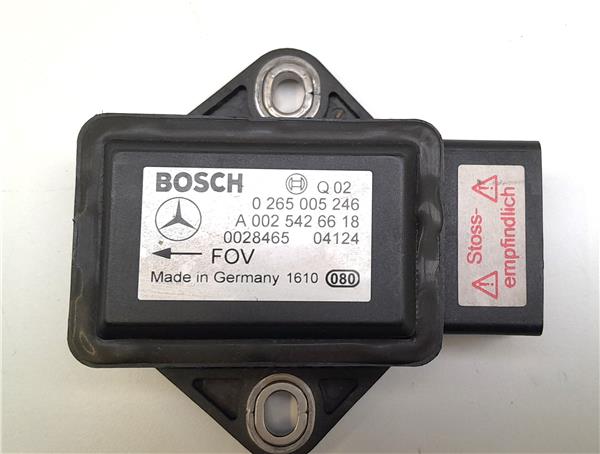 BOSCH Q 02
0 265 005 246
A 002 542 66 18
0028465 04124
FOV
Made in Germany 1610 080
Stoss-
empfindlich